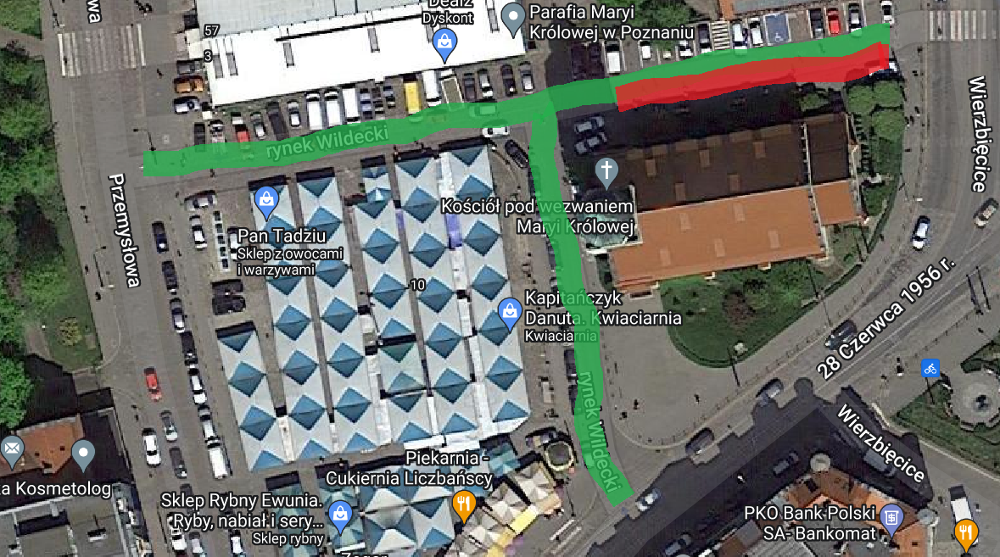 owa
57
3
Dealz
Dyskont
Parafia Maryi
Królowej w Poznaniu
Wierzbięcice
rynek Wildecki
Przemysłowa
Pan Tadziu
Sklep z owocami
i warzywami
Kościół pod wezwaniem
Maryi Królowej
10
Kapitańczyk
Danuta. Kwiaciarnia
Kwiaciarnia
28 Czerwca 1956 r.
rynek Wildecki
Wierzbięcice
Piekarnia -
Cukiernia Liczbańscy
a Kosmetolog
Sklep Rybny Ewunia.
Ryby, nabiał i sery...
Sklep rybny
PKO Bank Polski
SA- Bankomat